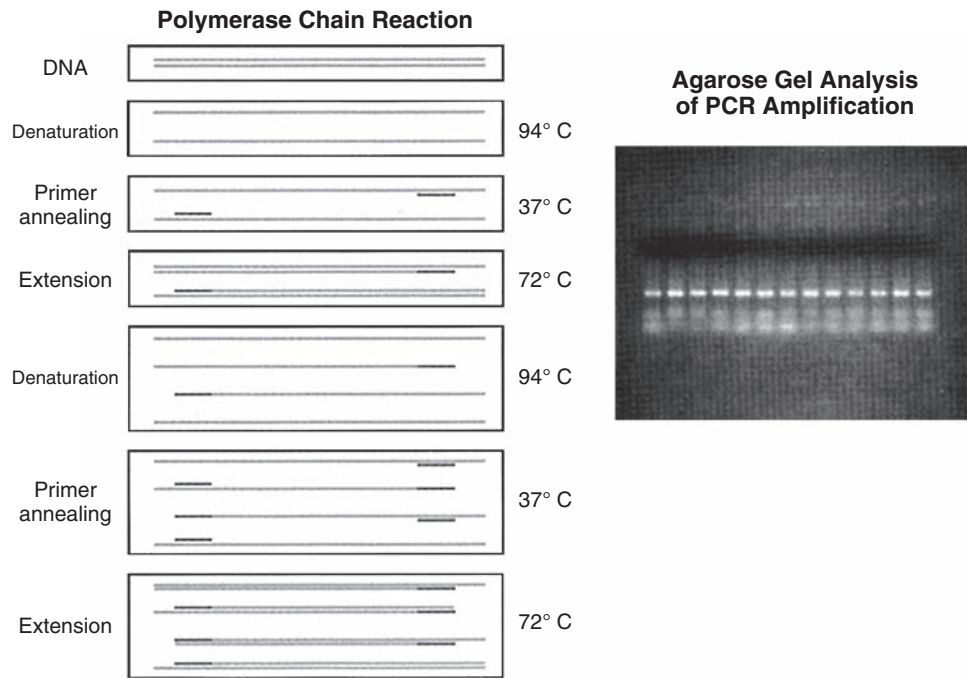 Polymerase Chain Reaction
DNA
Denaturation
94° C
Primer
annealing
37° C
Extension
72° C
Denaturation
94° C
Primer
annealing
37° C
Extension
72° C
Agarose Gel Analysis
of PCR Amplification